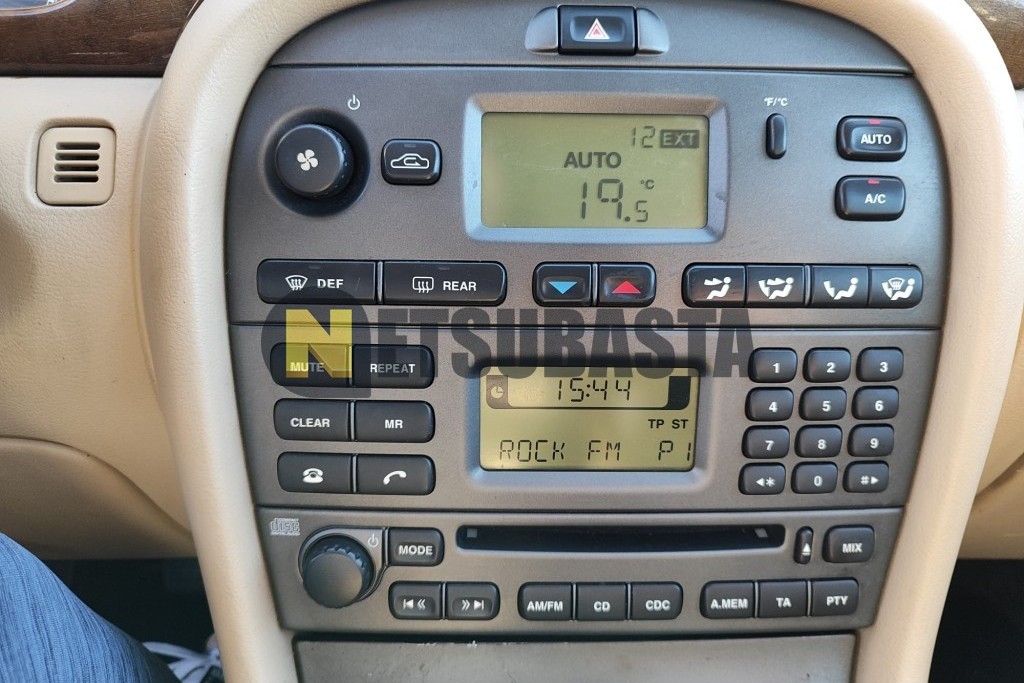 °F/°C
12 EXT
AUTO
19.5 °C
AUTO
A/C
DEF
REAR
NETSUBASTA
MUTE
REPEAT
CLEAR
MR
15:44
TP ST
ROCK FM P1
1 2 3
4 5 6
7 8 9
◄* 0 #►
disc
MODE
MIX
AM/FM
CD
CDC
A.MEM
TA
PTY